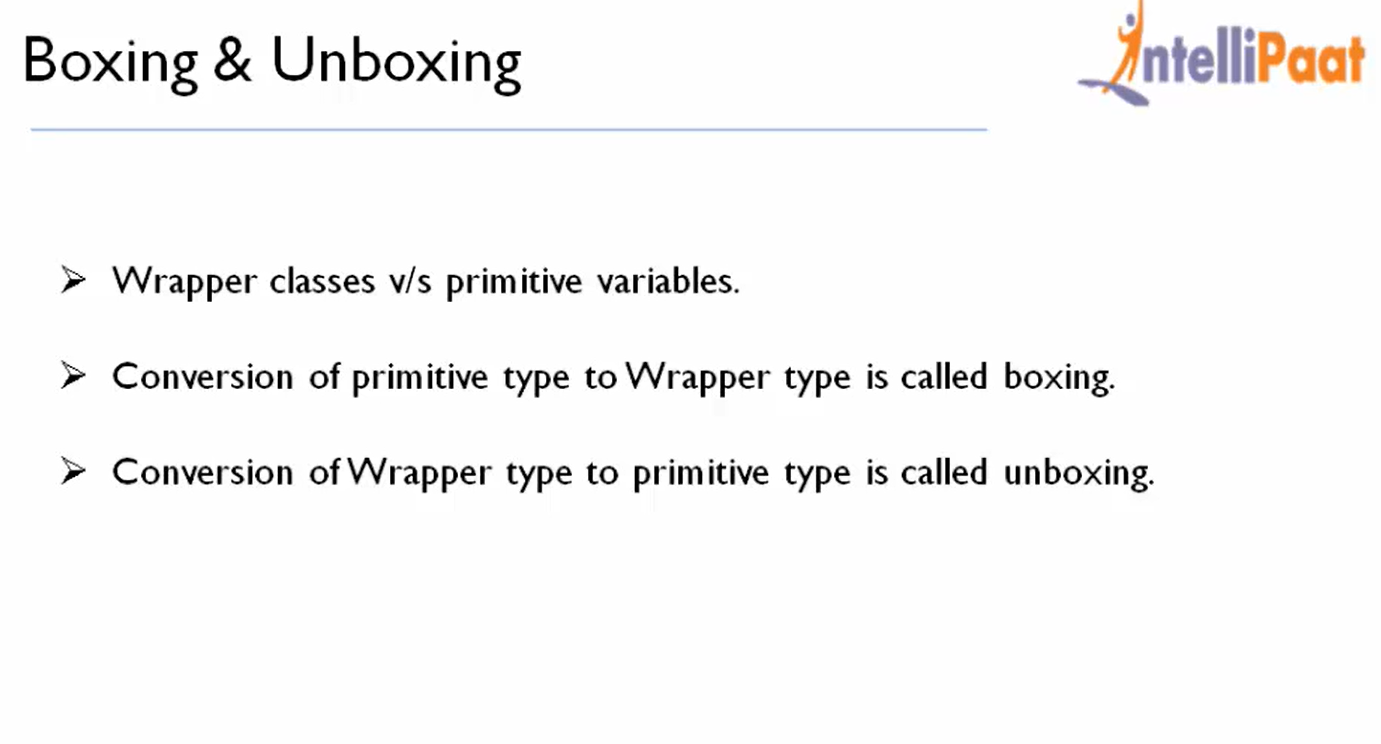 Boxing & Unboxing
IntelliPaat
Wrapper classes v/s primitive variables.
Conversion of primitive type to Wrapper type is called boxing.
Conversion of Wrapper type to primitive type is called unboxing.